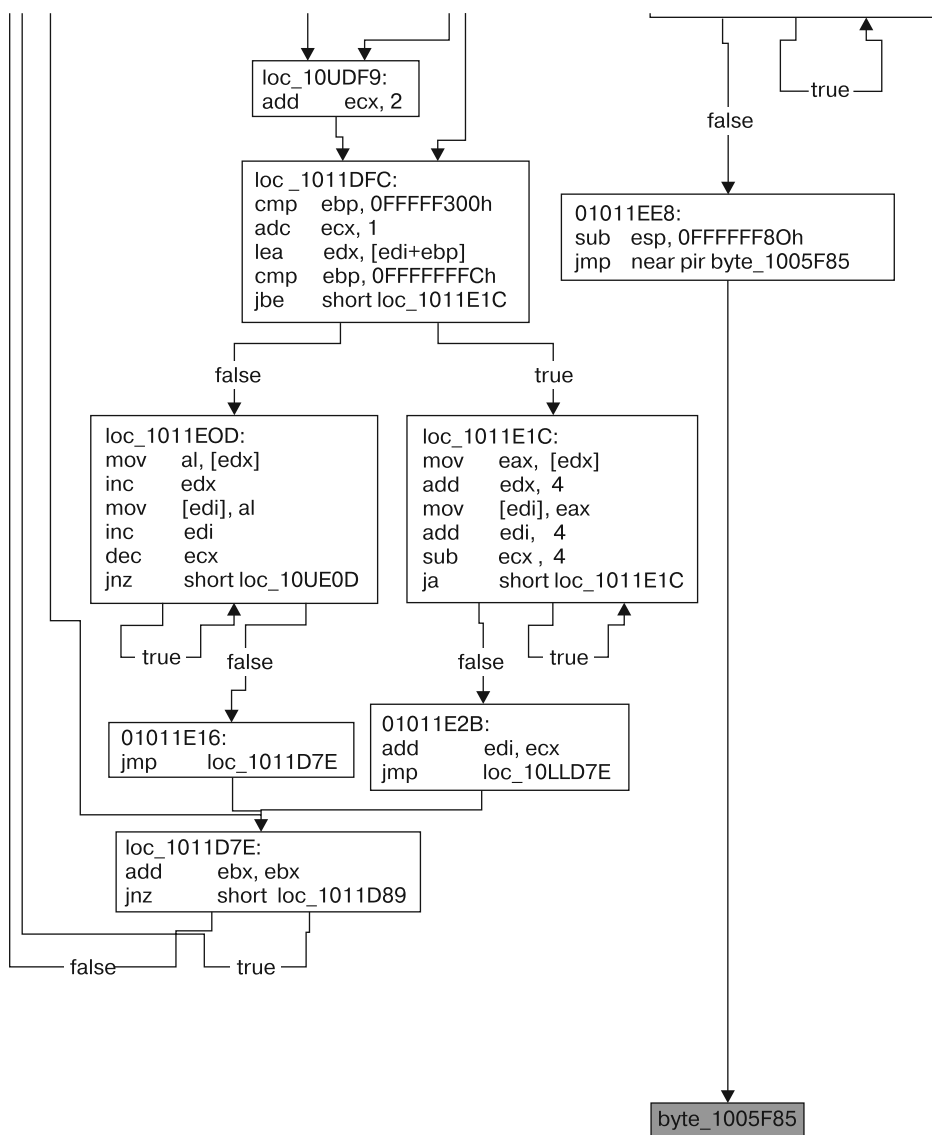 loc_10UDF9:
add ecx, 2
true
false
loc _1011DFC:
cmp ebp, 0FFFFF300h
adc ecx, 1
lea edx, [edi+ebp]
cmp ebp, 0FFFFFFFCh
jbe short loc_1011E1C
01011EE8:
sub esp, 0FFFFFF8Oh
jmp near pir byte_1005F85
false
true
loc_1011EOD:
mov al, [edx]
inc edx
mov [edi], al
inc edi
dec ecx
jnz short loc_10UE0D
loc_1011E1C:
mov eax, [edx]
add edx, 4
mov [edi], eax
add edi, 4
sub ecx , 4
ja short loc_1011E1C
true
false
false
true
01011E16:
jmp loc_1011D7E
01011E2B:
add edi, ecx
jmp loc_10LLD7E
loc_1011D7E:
add ebx, ebx
jnz short loc_1011D89
false
true
byte_1005F85